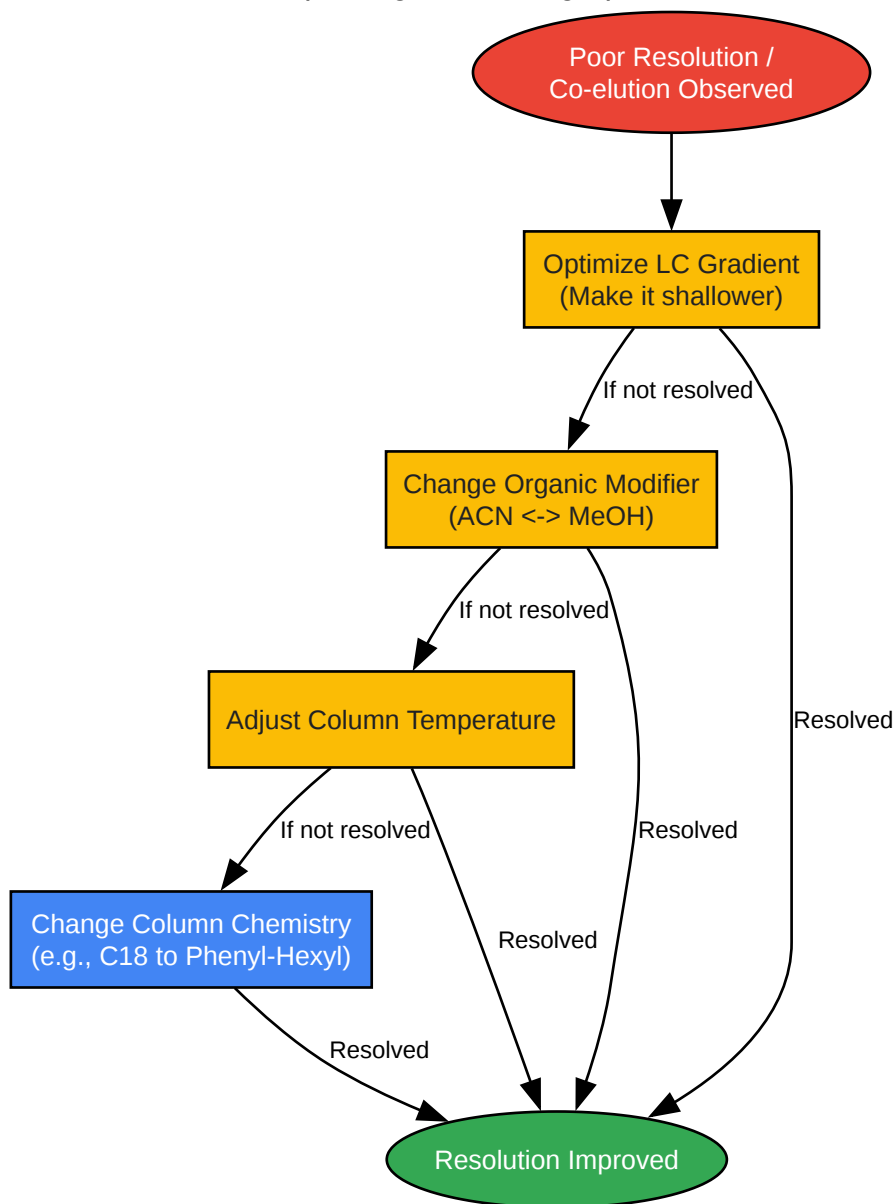 Poor Resolution /
Co-elution Observed
Optimize LC Gradient
(Make it shallower)
If not resolved
Change Organic Modifier
(ACN <-> MeOH)
If not resolved
Adjust Column Temperature
Resolved
If not resolved
Resolved
Change Column Chemistry
(e.g., C18 to Phenyl-Hexyl)
Resolved
Resolved
Resolution Improved